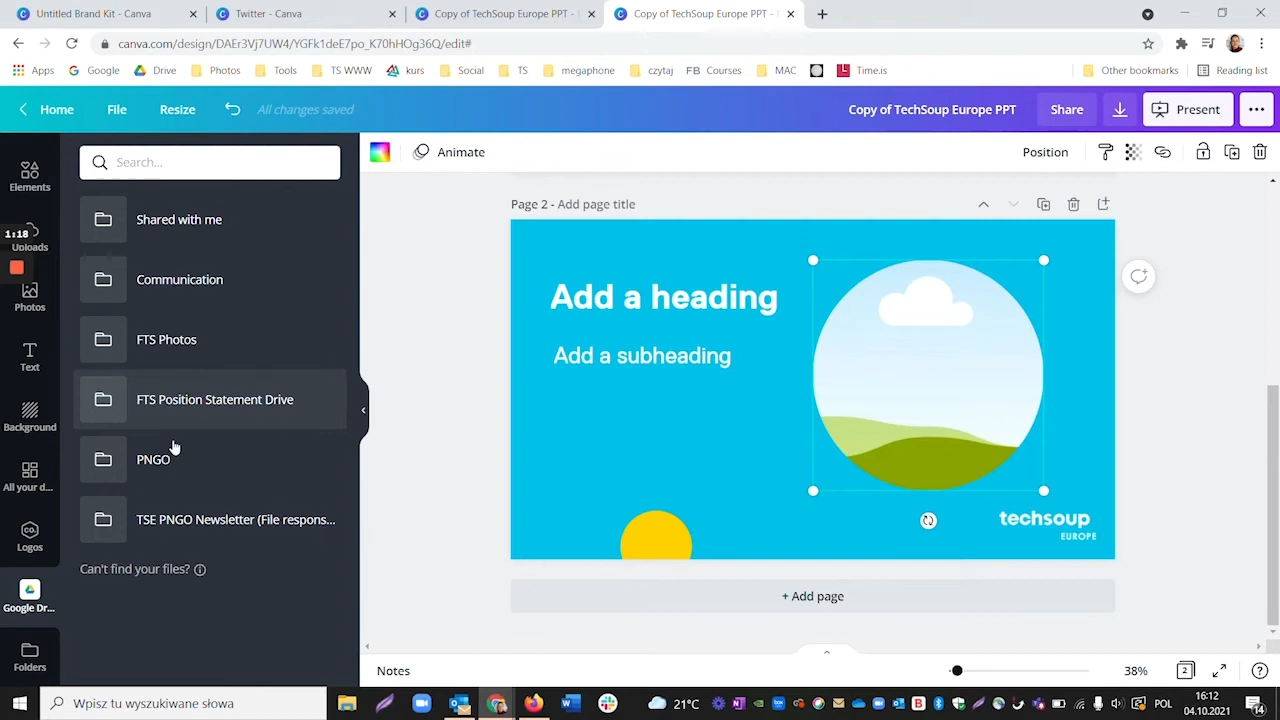 Untitled Brand Kit - Canva
Twitter - Canva
Copy of TechSoup Europe PPT -
Copy of TechSoup Europe PPT -
canva.com/design/DAEr3Vj7UW4/YGFk1deE7po_K70hHOg36Q/edit#
Apps
Google
Drive
Photos
Tools
TS WWW
kurs
Social
TS
megaphone
czytaj
FB Courses
MAC
Time.is
Other bookmarks
Reading list
Home
File
Resize
All changes saved
Copy of TechSoup Europe PPT
Share
Present
Elements
Search...
Animate
Position
1:18
Uploads
Shared with me
Page 2 - Add page title
Communication
Photos
FTS Photos
Add a heading
Text
FTS Position Statement Drive
Add a subheading
Background
PNGO
All your d...
TSE PNGO Newsletter (File respons...
techsoup
EUROPE
Logos
Can't find your files?
Google Dr...
+ Add page
Folders
Notes
38%
2
Wpisz tu wyszukiwane słowa
21°C
POL
16:12
04.10.2021